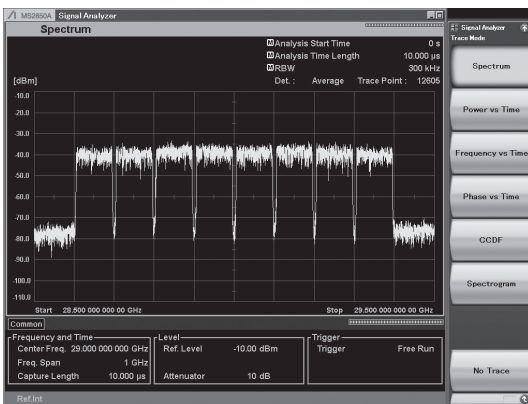 MS2850A Signal Analyzer
Spectrum
M Analysis Start Time 0 s
M Analysis Time Length 10.000 µs
M RBW 300 kHz
[dBm] Det. : Average Trace Point : 12605
-10.0
-20.0
-30.0
-40.0
-50.0
-60.0
-70.0
-80.0
-90.0
-100.0
-110.0
Start 28.500 000 000 00 GHz Stop 29.500 000 000 00 GHz
Common
Frequency and Time
Center Freq. 29.000 000 000 GHz
Freq. Span 1 GHz
Capture Length 10.000 µs
Level
Ref. Level -10.00 dBm
Attenuator 10 dB
Trigger
Trigger Free Run
Ref.Int
Signal Analyzer
Trace Mode
Spectrum
Power vs Time
Frequency vs Time
Phase vs Time
CCDF
Spectrogram
No Trace